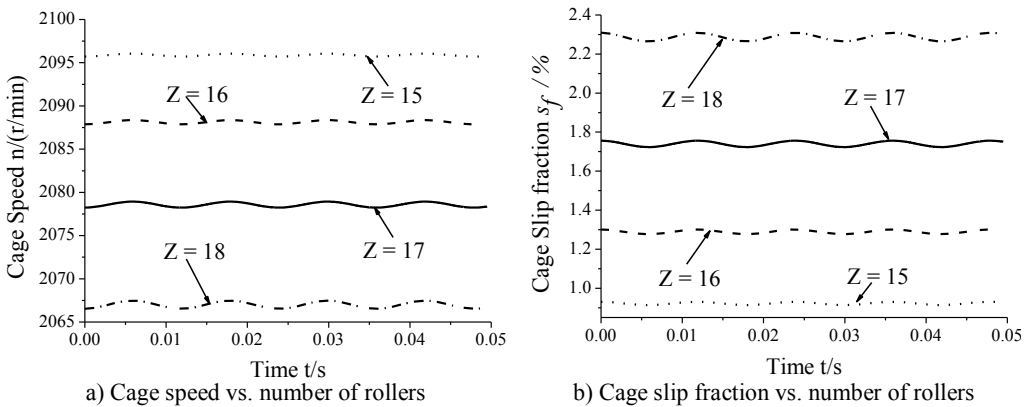 2100
2095
2090
2085
2080
2075
2070
2065
Cage Speed n/(r/min)
Z = 16
Z = 15
Z = 18
Z = 17
0.00 0.01 0.02 0.03 0.04 0.05
Time t/s
a) Cage speed vs. number of rollers
2.4
2.2
2.0
1.8
1.6
1.4
1.2
1.0
0.8
Cage Slip fraction s_f / %
Z = 18
Z = 17
Z = 16
Z = 15
0.00 0.01 0.02 0.03 0.04 0.05
Time t/s
b) Cage slip fraction vs. number of rollers